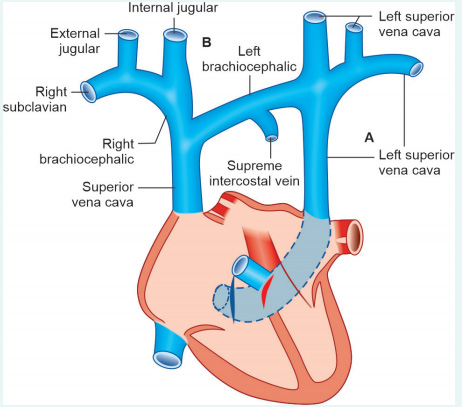 Internal jugular
External
jugular
B
Left
brachiocephalic
Left superior
vena cava
Right
subclavian
Right
brachiocephalic
A
Superior
vena cava
Supreme
intercostal vein
Left superior
vena cava